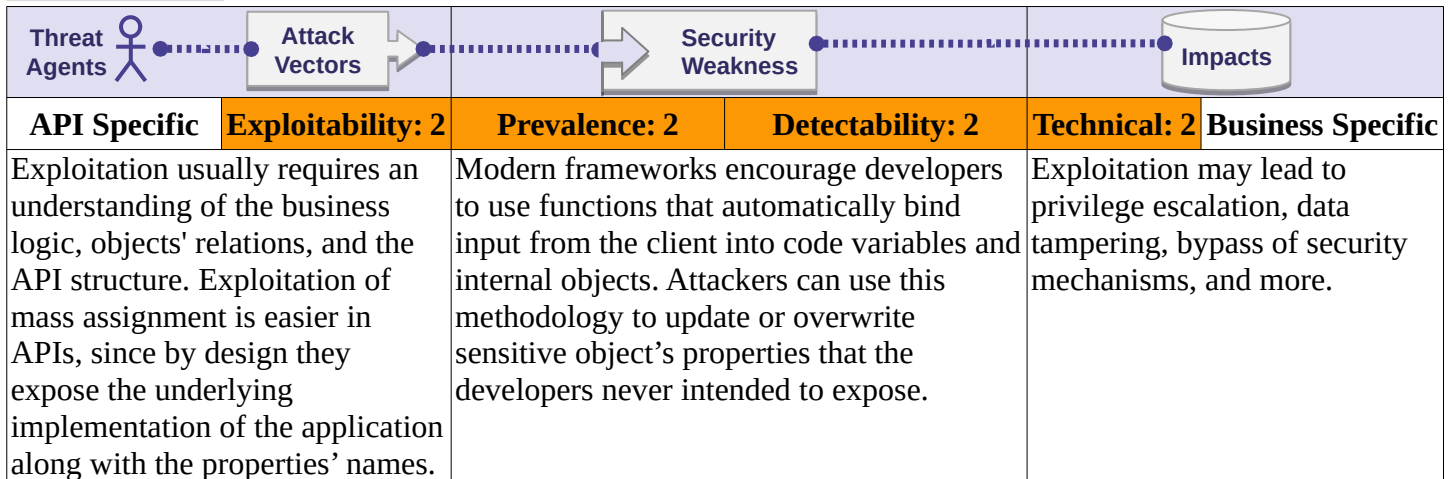 Threat
Agents
Attack
Vectors
Security
Weakness
Impacts
API Specific
Exploitability: 2
Prevalence: 2
Detectability: 2
Technical: 2
Business Specific
Exploitation usually requires an
understanding of the business
logic, objects' relations, and the
API structure. Exploitation of
mass assignment is easier in
APIs, since by design they
expose the underlying
implementation of the application
along with the properties’ names.
Modern frameworks encourage developers
to use functions that automatically bind
input from the client into code variables and
internal objects. Attackers can use this
methodology to update or overwrite
sensitive object’s properties that the
developers never intended to expose.
Exploitation may lead to
privilege escalation, data
tampering, bypass of security
mechanisms, and more.